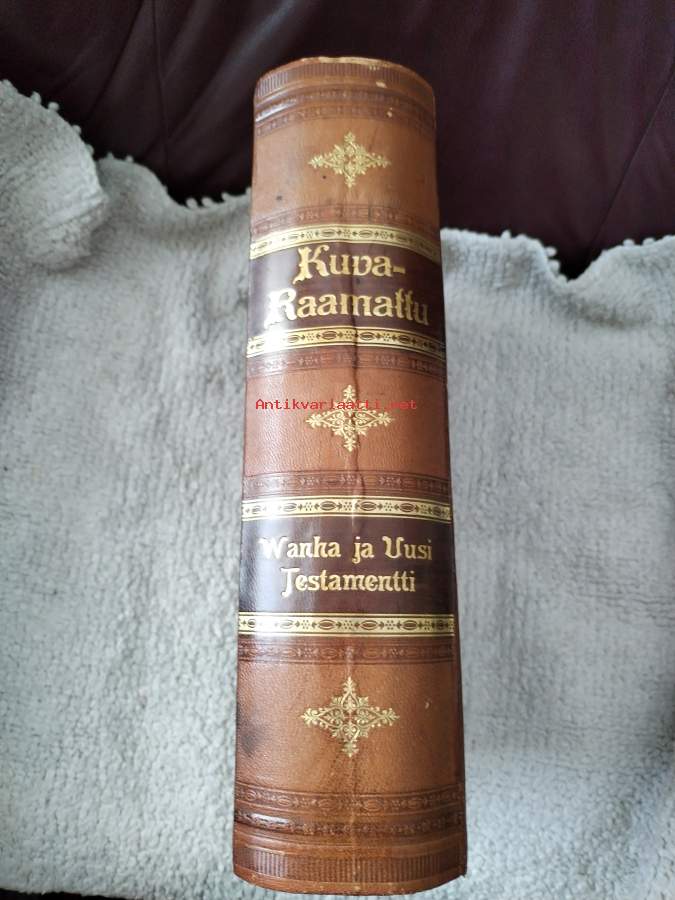 Kuva-
Raamattu
Antikvariaatti.net
Wanha ja Uusi
Testamentti